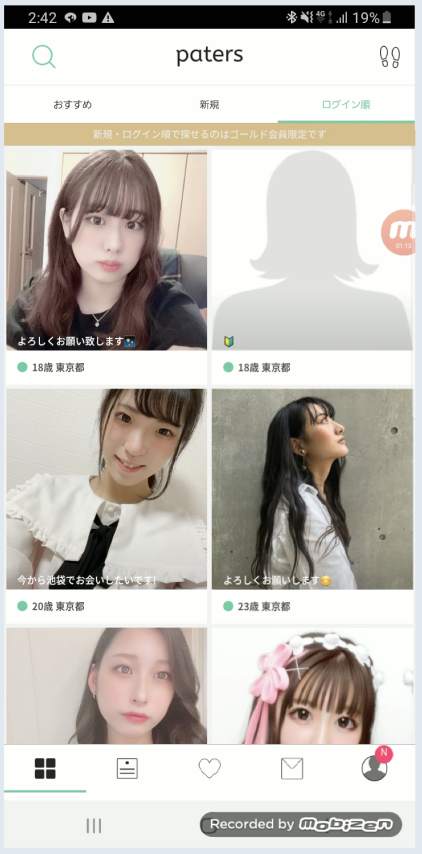 2:42 4G 19%
paters
おすすめ 新規 ログイン順
新規・ログイン順で探せるのはゴールド会員限定です
m
01:13
よろしくお願い致します
18歳 東京都
18歳 東京都
今から池袋でお会いしたいです!
よろしくお願いします
20歳 東京都
23歳 東京都
N
Recorded by mobizen